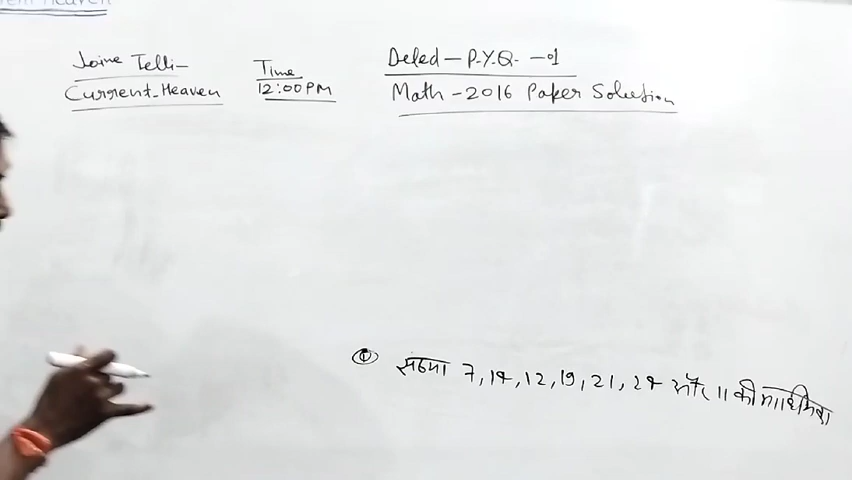 Joine Telli-
Current-Heaven
Time
12:00PM
Deled-P.Y.Q.-01
Math-2016 Paper Solution
① संख्या 7, 14, 12, 19, 21, 24 और 11 की माध्यिका